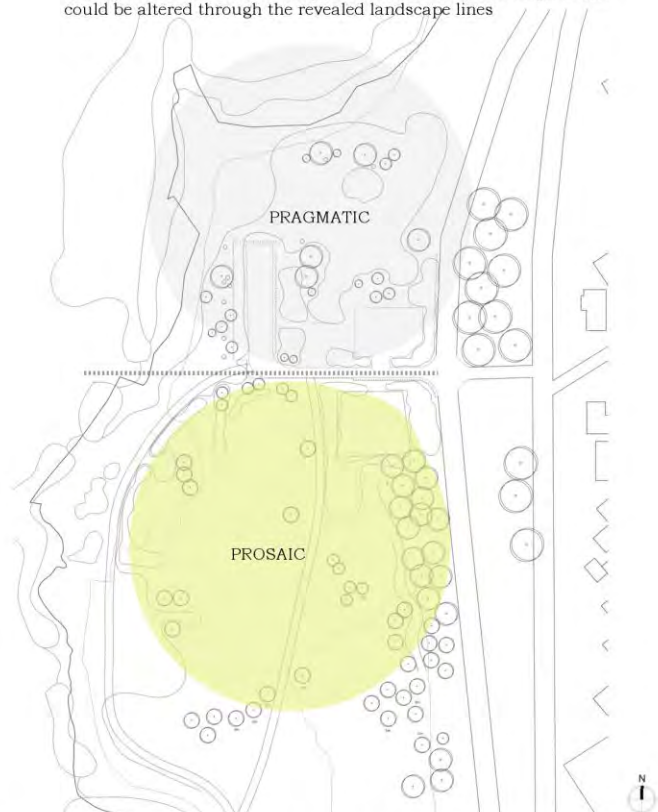 could be altered through the revealed landscape lines
PRAGMATIC
PROSAIC
N